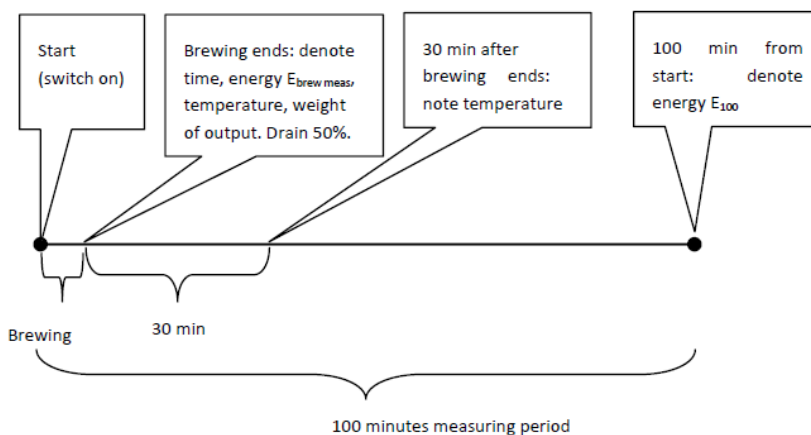 Start
(switch on)
Brewing ends: denote
time, energy Ebrew meas,
temperature, weight
of output. Drain 50%.
30 min after
brewing ends:
note temperature
100 min from
start: denote
energy E100
Brewing
30 min
100 minutes measuring period